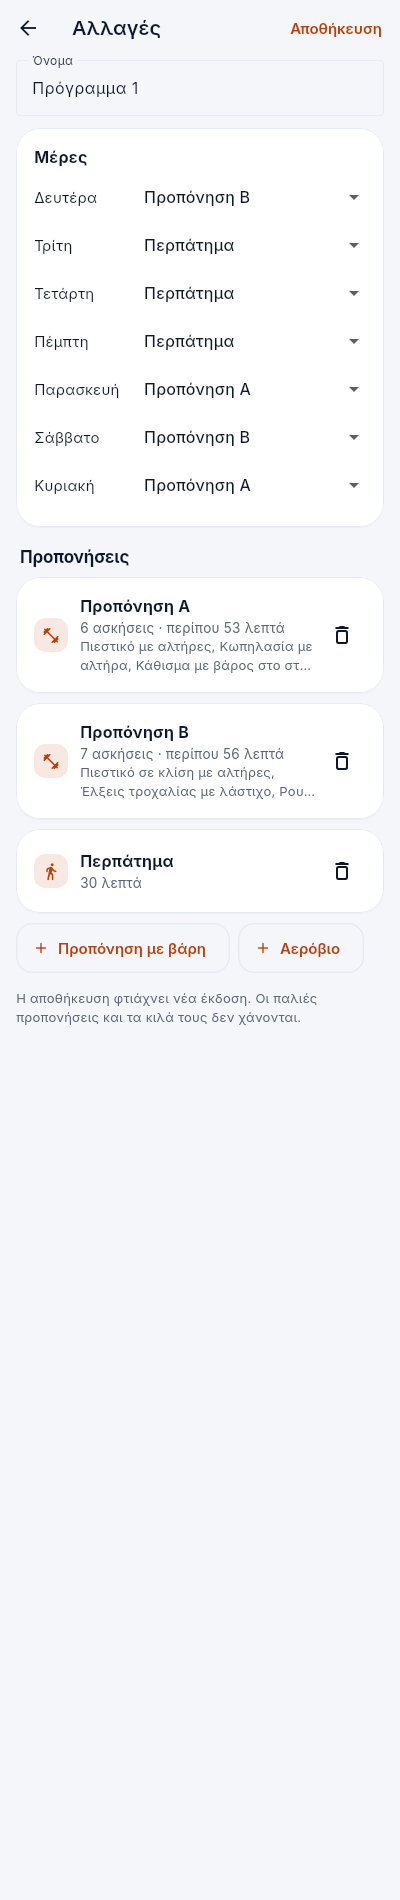 Αλλαγές
Αποθήκευση
Όνομα
Πρόγραμμα 1
Μέρες
Δευτέρα Προπόνηση Β
Τρίτη Περπάτημα
Τετάρτη Περπάτημα
Πέμπτη Περπάτημα
Παρασκευή Προπόνηση Α
Σάββατο Προπόνηση Β
Κυριακή Προπόνηση Α
Προπονήσεις
Προπόνηση Α
6 ασκήσεις · περίπου 53 λεπτά
Πιεστικό με αλτήρες, Κωπηλασία με
αλτήρα, Κάθισμα με βάρος στο στ...
Προπόνηση Β
7 ασκήσεις · περίπου 56 λεπτά
Πιεστικό σε κλίση με αλτήρες,
Έλξεις τροχαλίας με λάστιχο, Ρου...
Περπάτημα
30 λεπτά
+ Προπόνηση με βάρη
+ Αερόβιο
Η αποθήκευση φτιάχνει νέα έκδοση. Οι παλιές
προπονήσεις και τα κιλά τους δεν χάνονται.